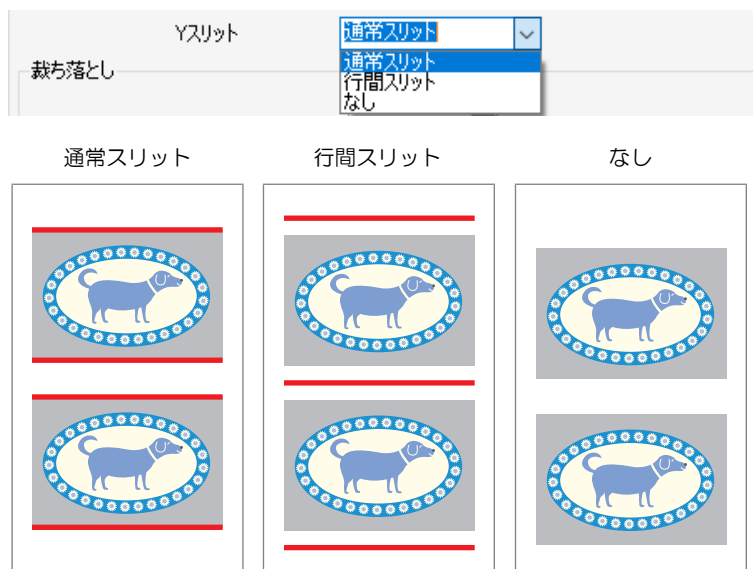 Yスリット
通常スリット
裁ち落とし
通常スリット
行間スリット
なし
通常スリット
行間スリット
なし